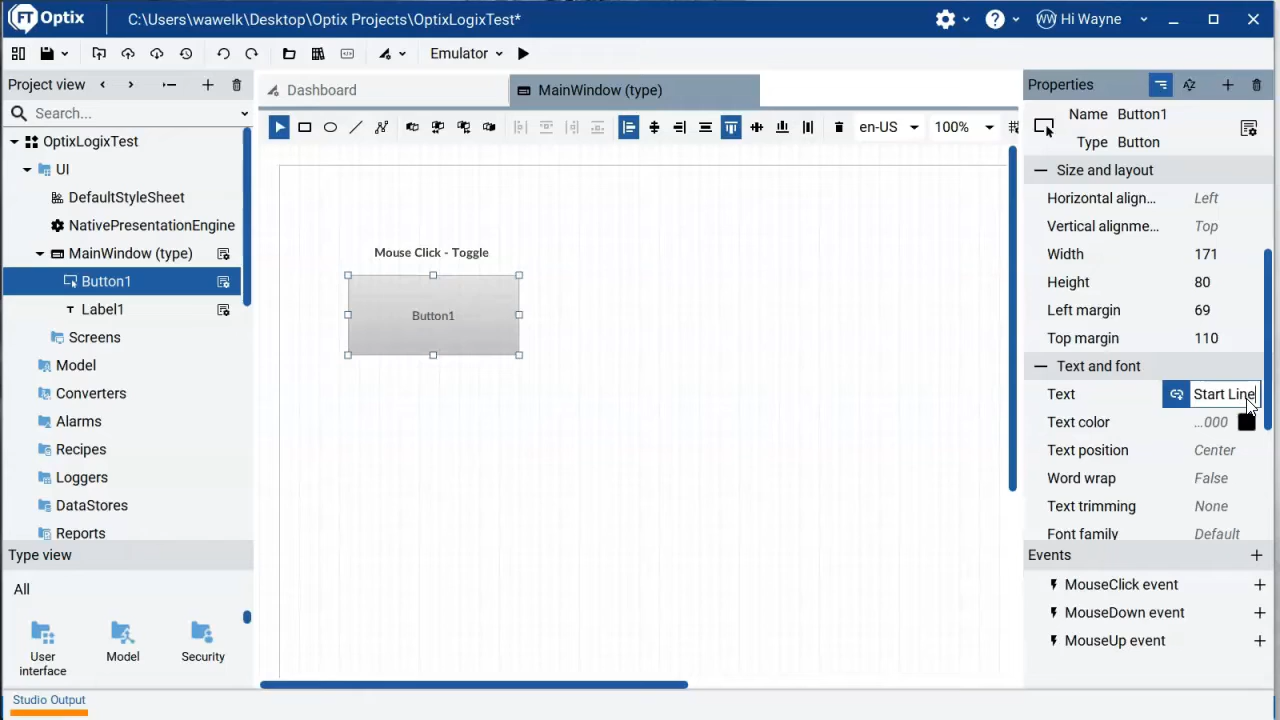 FT Optix C:\Users\wawelk\Desktop\Optix Projects\OptixLogixTest* WW Hi Wayne
Emulator
Project view
Search...
OptixLogixTest
UI
DefaultStyleSheet
NativePresentationEngine
MainWindow (type)
Button1
Label1
Screens
Model
Converters
Alarms
Recipes
Loggers
DataStores
Reports
Type view
All
User interface
Model
Security
Studio Output
Dashboard
MainWindow (type)
en-US 100%
Mouse Click - Toggle
Button1
Properties
Name Button1
Type Button
Size and layout
Horizontal align... Left
Vertical alignme... Top
Width 171
Height 80
Left margin 69
Top margin 110
Text and font
Text Start Line
Text color ...000
Text position Center
Word wrap False
Text trimming None
Font family Default
Events
MouseClick event
MouseDown event
MouseUp event